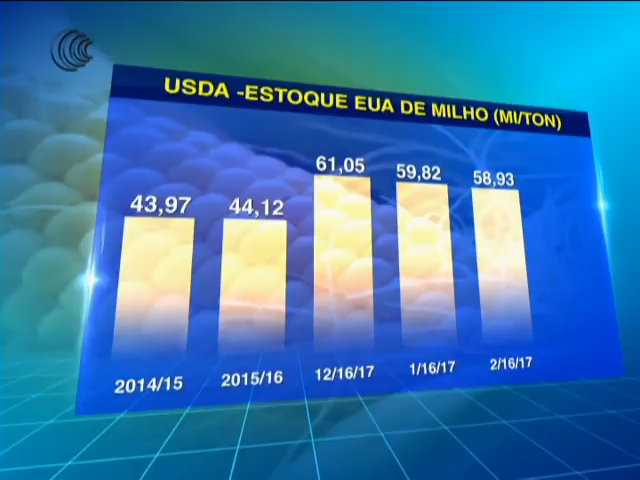 USDA -ESTOQUE EUA DE MILHO (MI/TON)
43,97 44,12 61,05 59,82 58,93
2014/15 2015/16 12/16/17 1/16/17 2/16/17